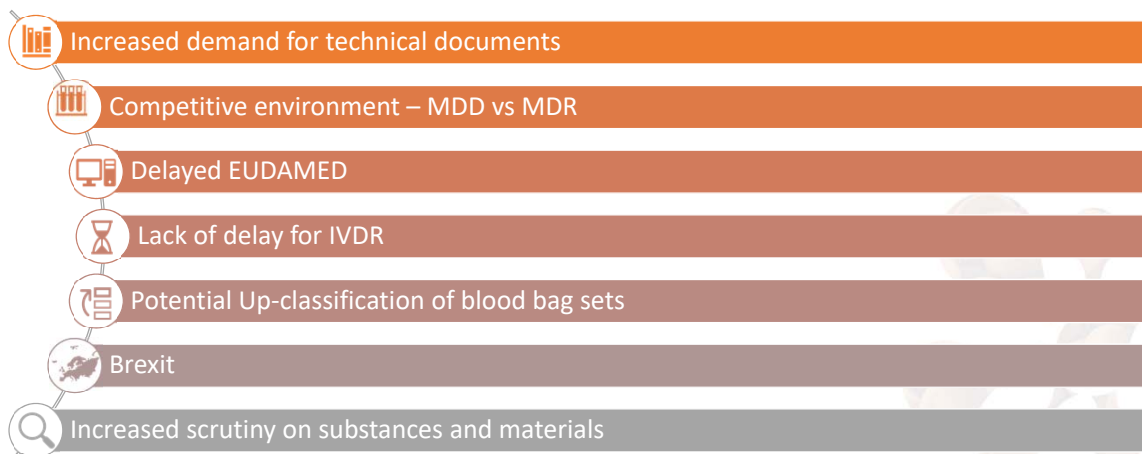 Increased demand for technical documents
Competitive environment – MDD vs MDR
Delayed EUDAMED
Lack of delay for IVDR
Potential Up-classification of blood bag sets
Brexit
Increased scrutiny on substances and materials